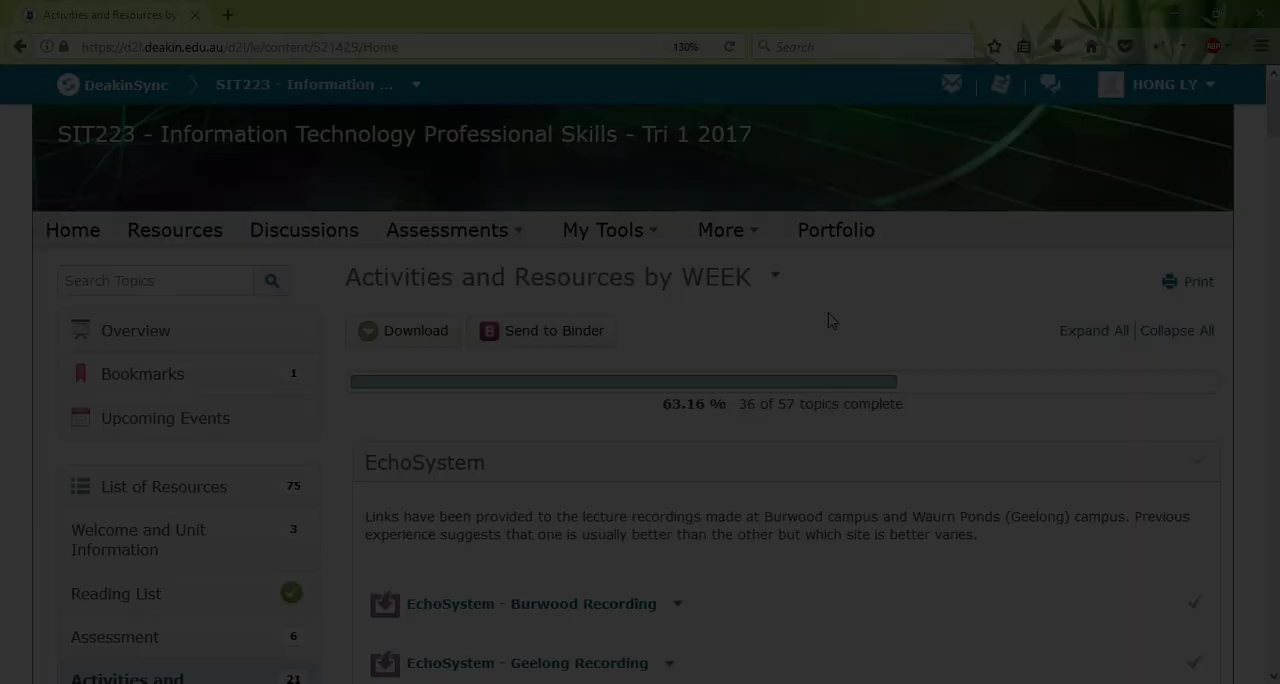 Activities and Resources by
https://d2l.deakin.edu.au/d2l/le/content/521425/Home
130%
Search
ABP
DeakinSync
SIT223 - Information ...
HONG LY
SIT223 - Information Technology Professional Skills - Tri 1 2017
Home
Resources
Discussions
Assessments
My Tools
More
Portfolio
Search Topics
Activities and Resources by WEEK
Print
Overview
Download
B Send to Binder
Expand All | Collapse All
Bookmarks 1
63.16 % 36 of 57 topics complete
Upcoming Events
EchoSystem
List of Resources 75
Links have been provided to the lecture recordings made at Burwood campus and Waurn Ponds (Geelong) campus. Previous
experience suggests that one is usually better than the other but which site is better varies.
Welcome and Unit 3
Information
Reading List
EchoSystem - Burwood Recording
Assessment 6
EchoSystem - Geelong Recording
Activities and 21